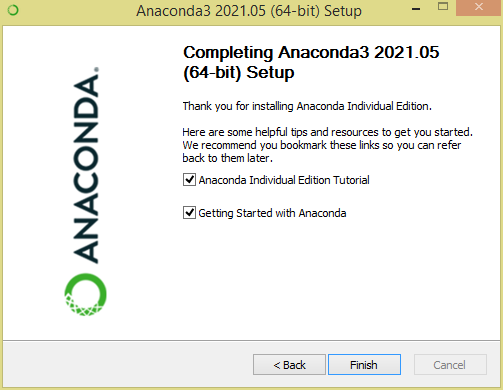 Anaconda3 2021.05 (64-bit) Setup
ANACONDA.
Completing Anaconda3 2021.05
(64-bit) Setup
Thank you for installing Anaconda Individual Edition.
Here are some helpful tips and resources to get you started.
We recommend you bookmark these links so you can refer
back to them later.
Anaconda Individual Edition Tutorial
Getting Started with Anaconda
< Back
Finish
Cancel